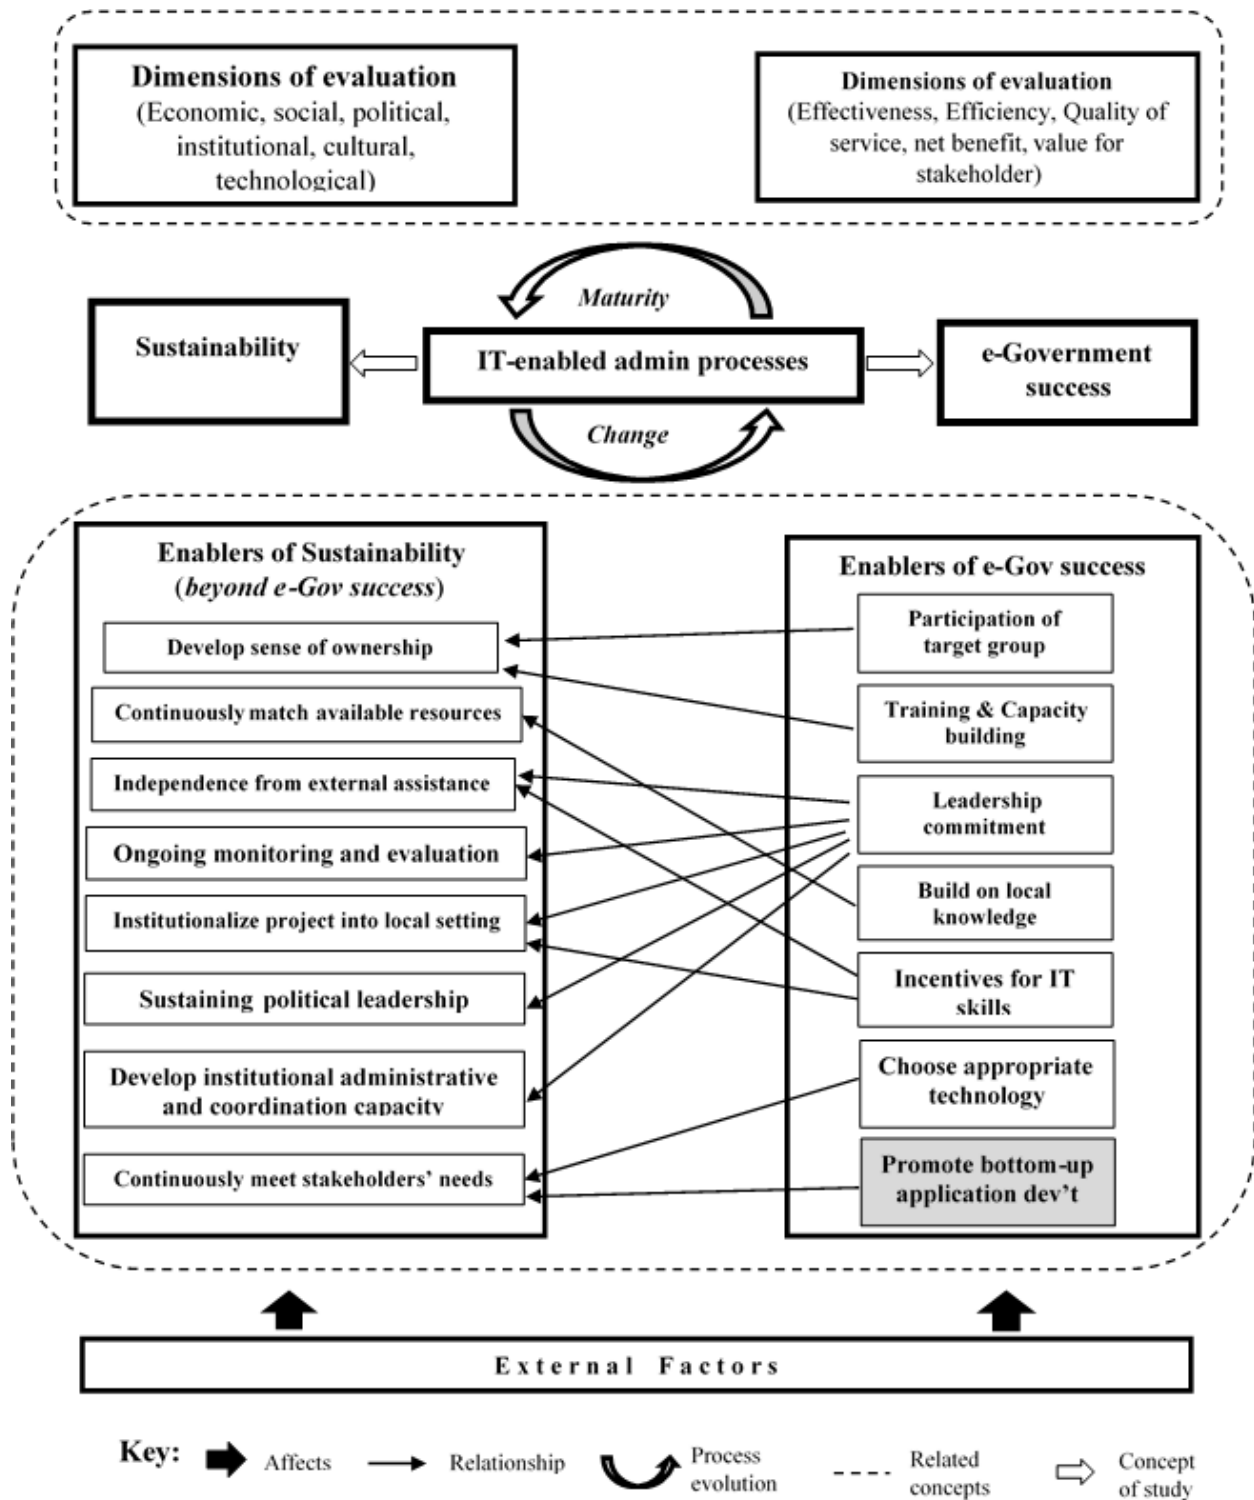 Dimensions of evaluation
(Economic, social, political,
institutional, cultural,
technological)
Dimensions of evaluation
(Effectiveness, Efficiency, Quality of
service, net benefit, value for
stakeholder)
Maturity
Sustainability
IT-enabled admin processes
e-Government
success
Change
Enablers of Sustainability
(beyond e-Gov success)
Develop sense of ownership
Continuously match available resources
Independence from external assistance
Ongoing monitoring and evaluation
Institutionalize project into local setting
Sustaining political leadership
Develop institutional administrative
and coordination capacity
Continuously meet stakeholders’ needs
Enablers of e-Gov success
Participation of
target group
Training & Capacity
building
Leadership
commitment
Build on local
knowledge
Incentives for IT
skills
Choose appropriate
technology
Promote bottom-up
application dev’t
External Factors
Key:
Affects
Relationship
Process
evolution
Related
concepts
Concept
of study